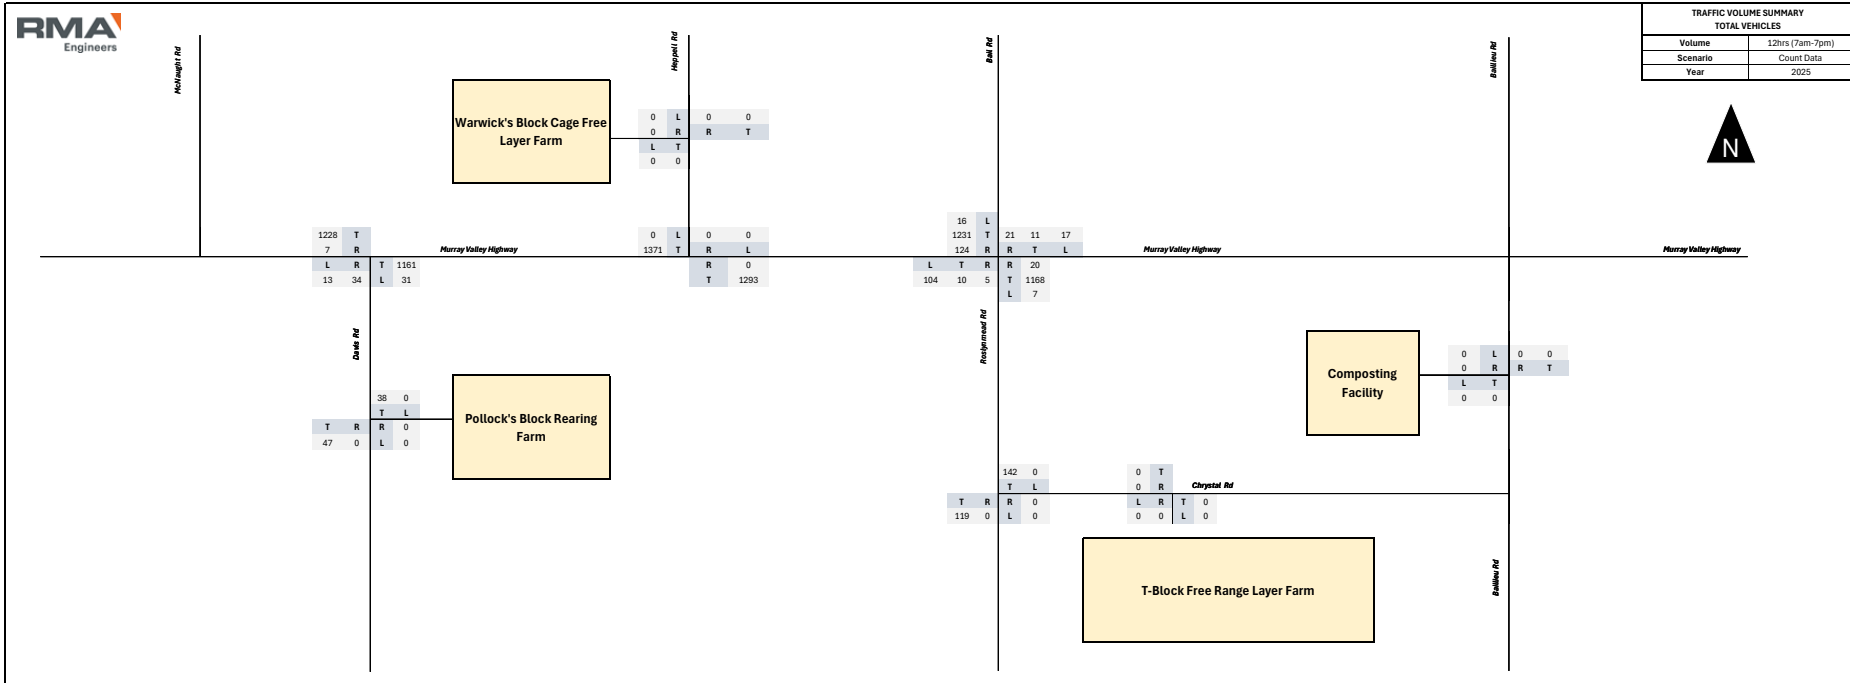 RMA
Engineers
TRAFFIC VOLUME SUMMARY
TOTAL VEHICLES
Volume 12hrs (7am-7pm)
Scenario Count Data
Year 2025
N
McNaught Rd
Heppell Rd
Ball Rd
Baillieu Rd
Warwick's Block Cage Free
Layer Farm
0 L 0 0
0 R R T
L T
0 0
1228 T
7 R
L R T 1161
13 34 L 31
Murray Valley Highway
0 L 0 0
1371 T R L
R 0
T 1293
16 L
1231 T 21 11 17
124 R R T L
L T R R 20
104 10 5 T 1168
L 7
Murray Valley Highway
Murray Valley Highway
Davis Rd
Roslynmead Rd
38 0
T L
T R R 0
47 0 L 0
Pollock's Block Rearing
Farm
Composting
Facility
0 L 0 0
0 R R T
L T
0 0
142 0
T L
T R R 0
119 0 L 0
0 T
0 R
L R T 0
0 0 L 0
Chrystal Rd
T-Block Free Range Layer Farm
Baillieu Rd